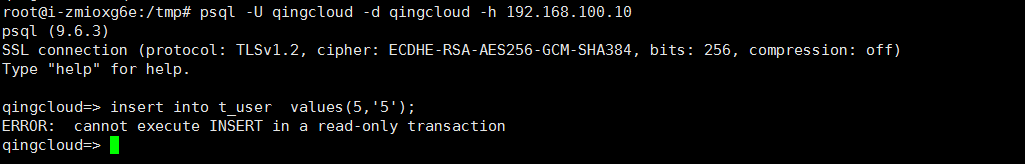 root@i-zmioxg6e:/tmp# psql -U qingcloud -d qingcloud -h 192.168.100.10
psql (9.6.3)
SSL connection (protocol: TLSv1.2, cipher: ECDHE-RSA-AES256-GCM-SHA384, bits: 256, compression: off)
Type "help" for help.
qingcloud=> insert into t_user  values(5,'5');
ERROR:  cannot execute INSERT in a read-only transaction
qingcloud=>